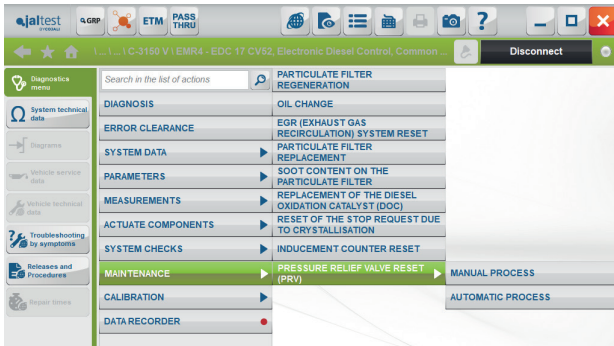 ajaltest
COJALI
GRP
ETM
PASS
THRU
?
\ ... \ ... \ C-3150 V \ EMR4 - EDC 17 CV52, Electronic Diesel Control, Common ...
Disconnect
Diagnostics
menu
System technical
data
Diagrams
Vehicle service
data
Vehicle technical
data
Troubleshooting
by symptoms
Releases and
Procedures
Repair times
Search in the list of actions
DIAGNOSIS
ERROR CLEARANCE
SYSTEM DATA
PARAMETERS
MEASUREMENTS
ACTUATE COMPONENTS
SYSTEM CHECKS
MAINTENANCE
CALIBRATION
DATA RECORDER
PARTICULATE FILTER
REGENERATION
OIL CHANGE
EGR (EXHAUST GAS
RECIRCULATION) SYSTEM RESET
PARTICULATE FILTER
REPLACEMENT
SOOT CONTENT ON THE
PARTICULATE FILTER
REPLACEMENT OF THE DIESEL
OXIDATION CATALYST (DOC)
RESET OF THE STOP REQUEST DUE
TO CRYSTALLISATION
INDUCEMENT COUNTER RESET
PRESSURE RELIEF VALVE RESET
(PRV)
MANUAL PROCESS
AUTOMATIC PROCESS